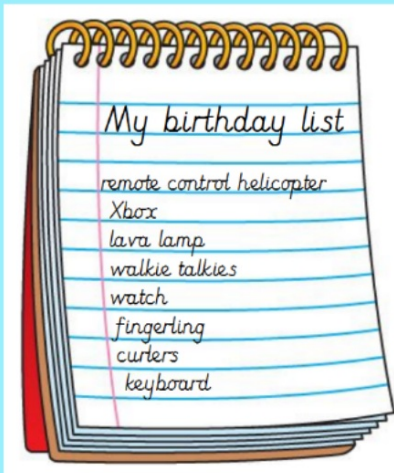 My birthday list
remote control helicopter
Xbox
lava lamp
walkie talkies
watch
fingerling
curlers
keyboard